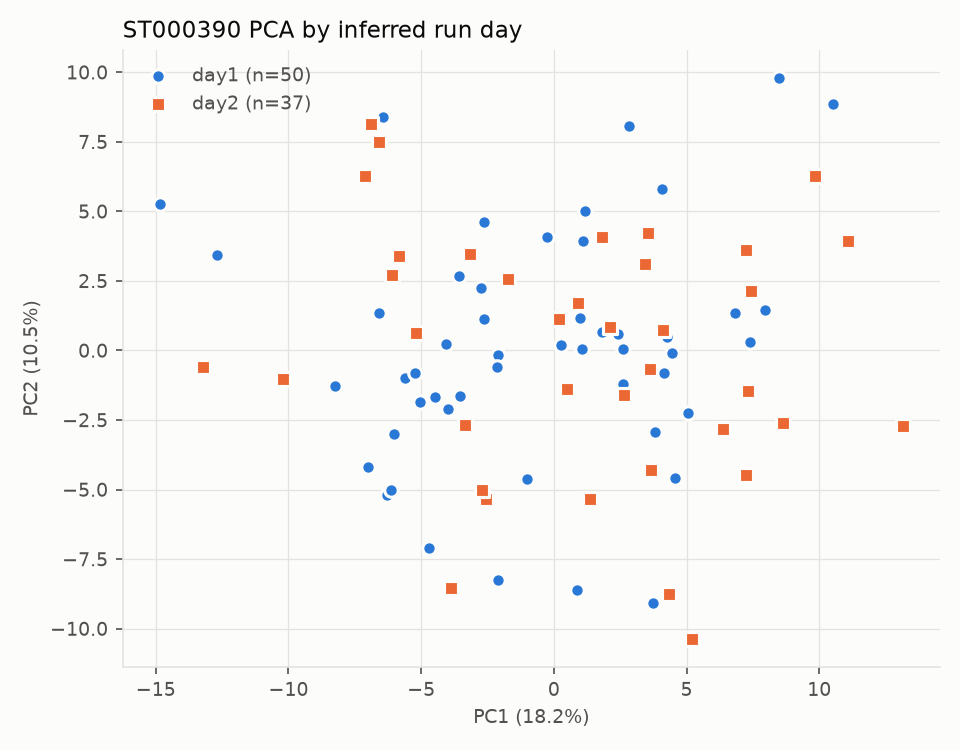 ST000390 PCA by inferred run day
day1 (n=50)
day2 (n=37)
10.0
7.5
5.0
2.5
0.0
−2.5
−5.0
−7.5
−10.0
PC2 (10.5%)
−15 −10 −5 0 5 10
PC1 (18.2%)